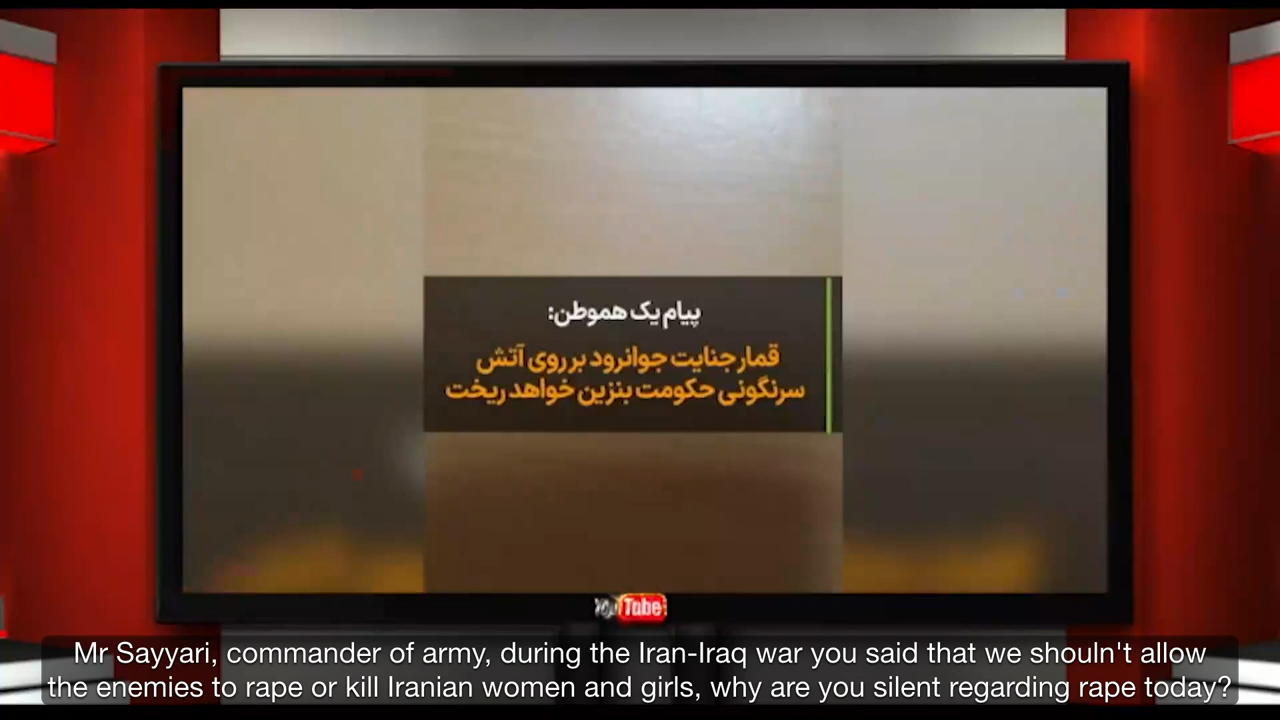 پیام یک هموطن:
قمار جنایت جوانرود بر روی آتش
سرنگونی حکومت بنزین خواهد ریخت
YouTube
Mr Sayyari, commander of army, during the Iran-Iraq war you said that we shouln't allow
the enemies to rape or kill Iranian women and girls, why are you silent regarding rape today?